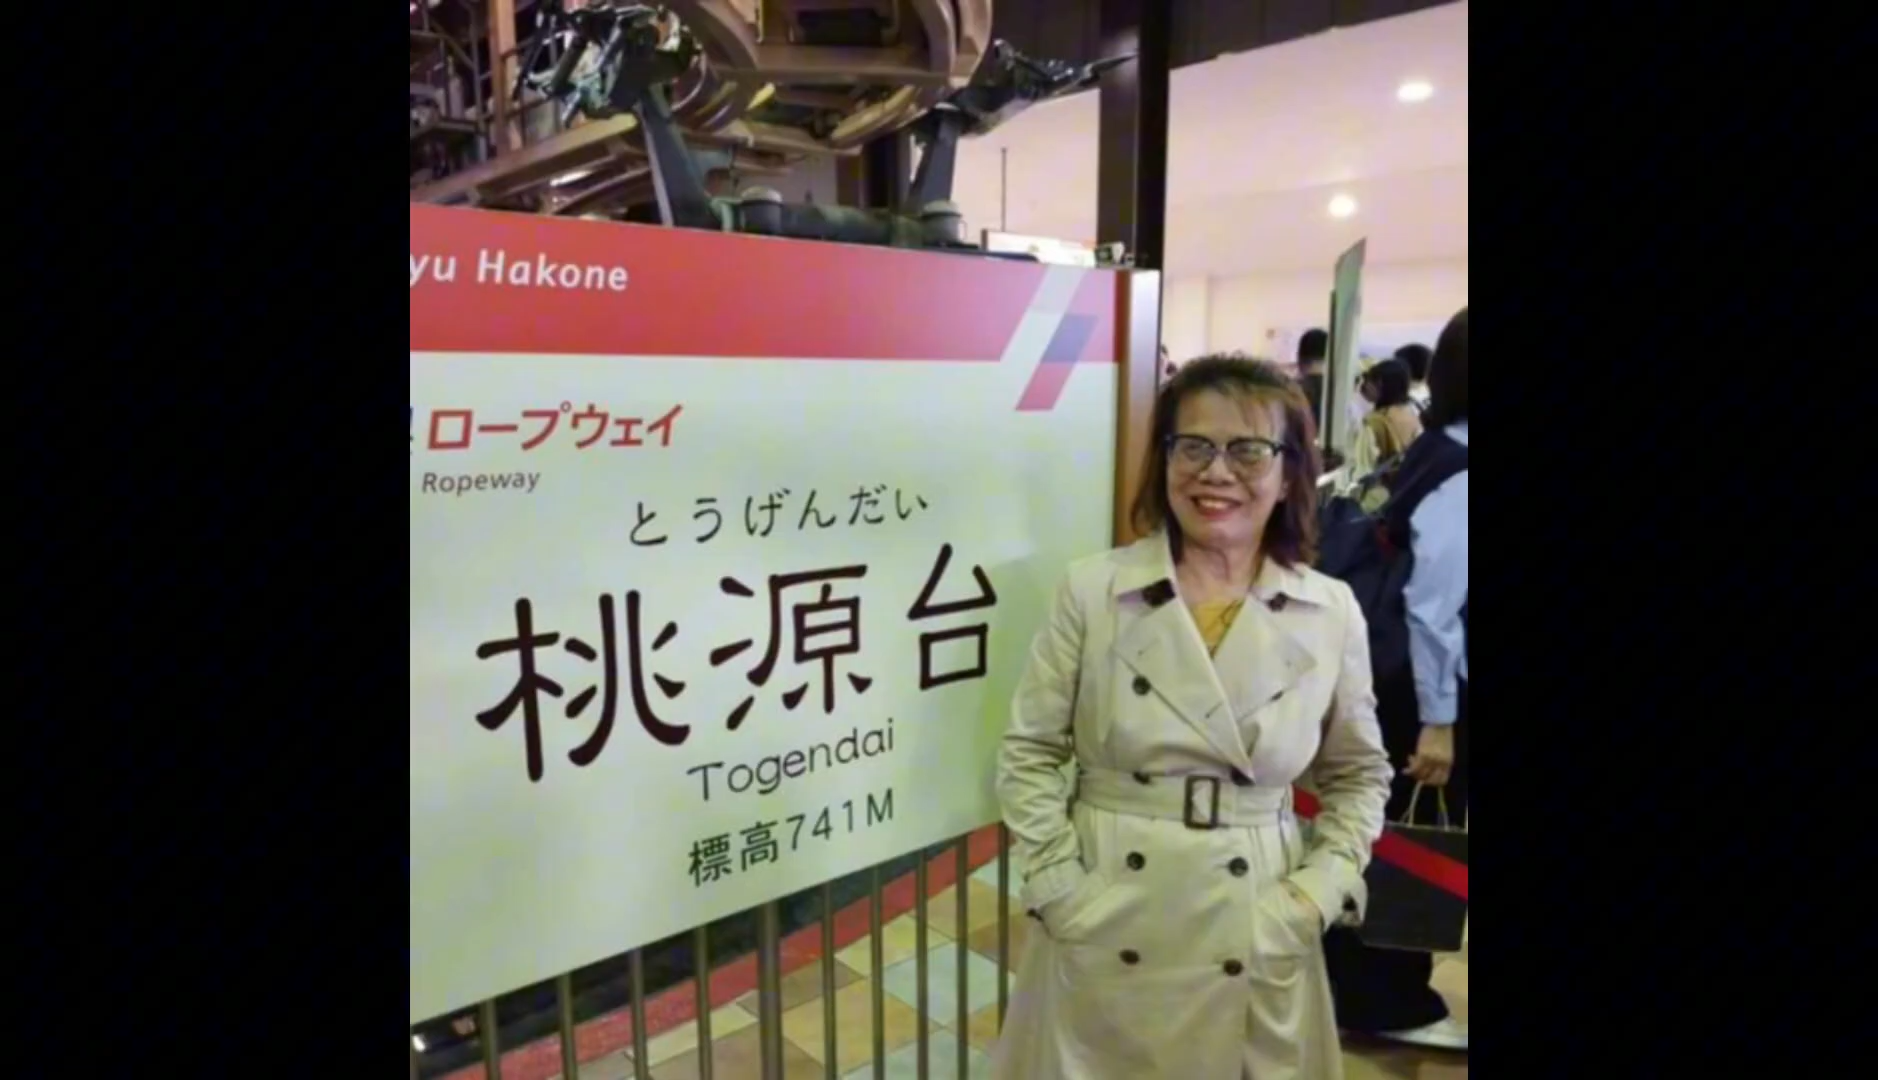 yu Hakone
ロープウェイ
Ropeway
とうげんだい
桃源台
Togendai
標高741M